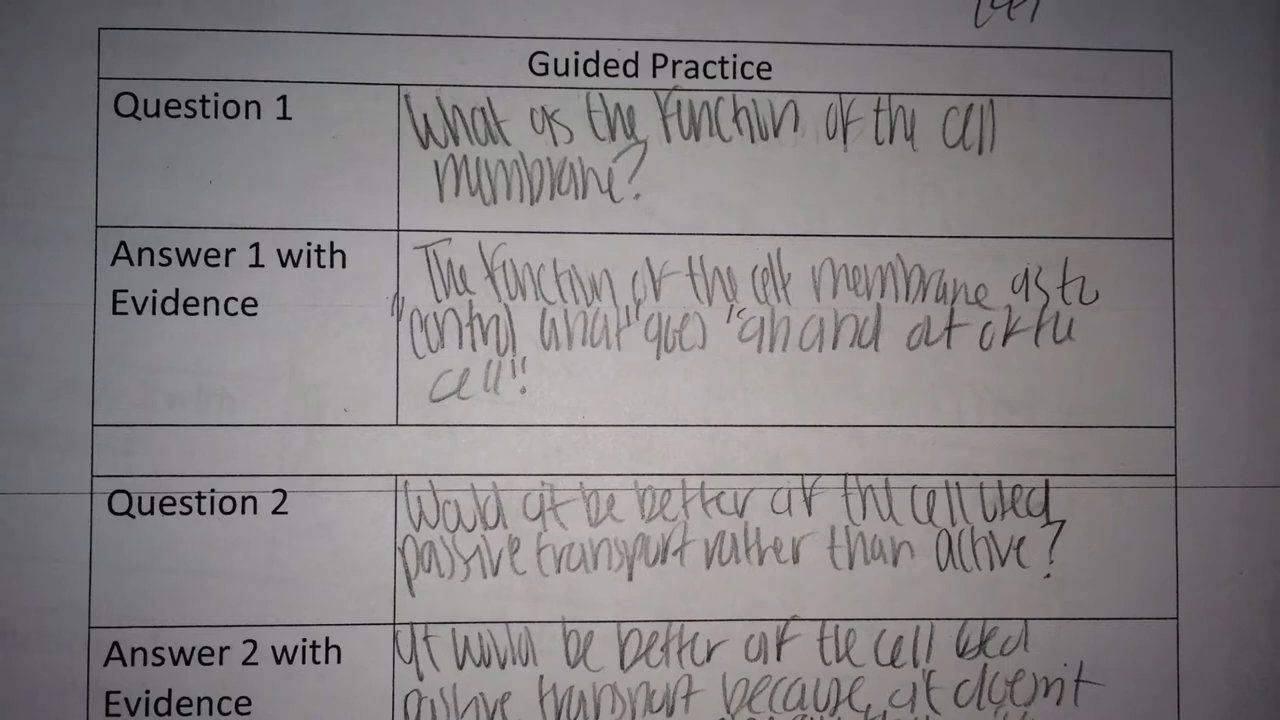 Guided Practice
Question 1
What is the function of the cell
membrane?
Answer 1 with
Evidence
The function of the cell membrane is to
"control what" goes "in and out of the
cell".
Question 2
Would it be better if the cell used
passive transport rather than active?
Answer 2 with
Evidence
It would be better if the cell used
passive transport because it doesn't